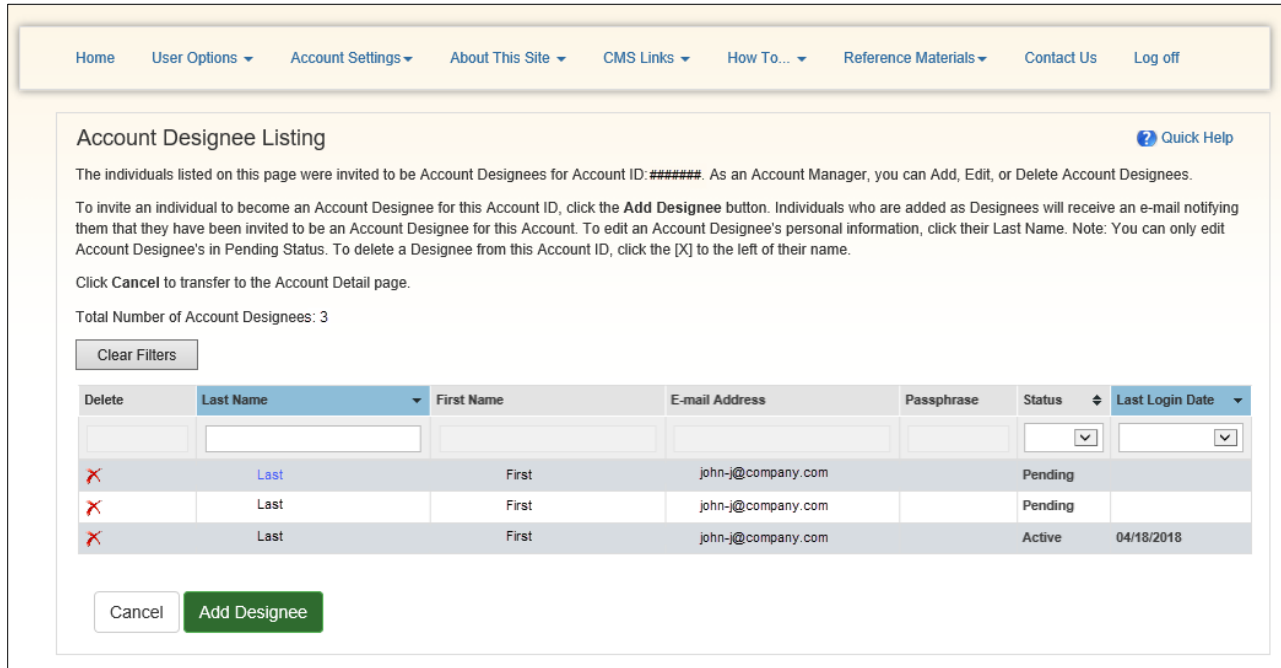 Home User Options Account Settings About This Site CMS Links How To... Reference Materials Contact Us Log off
Account Designee Listing
? Quick Help
The individuals listed on this page were invited to be Account Designees for Account ID:#######. As an Account Manager, you can Add, Edit, or Delete Account Designees.
To invite an individual to become an Account Designee for this Account ID, click the Add Designee button. Individuals who are added as Designees will receive an e-mail notifying
them that they have been invited to be an Account Designee for this Account. To edit an Account Designee's personal information, click their Last Name. Note: You can only edit
Account Designee's in Pending Status. To delete a Designee from this Account ID, click the [X] to the left of their name.
Click Cancel to transfer to the Account Detail page.
Total Number of Account Designees: 3
Clear Filters
Delete Last Name First Name E-mail Address Passphrase Status Last Login Date
Last First john-j@company.com Pending
Last First john-j@company.com Pending
Last First john-j@company.com Active 04/18/2018
Cancel Add Designee